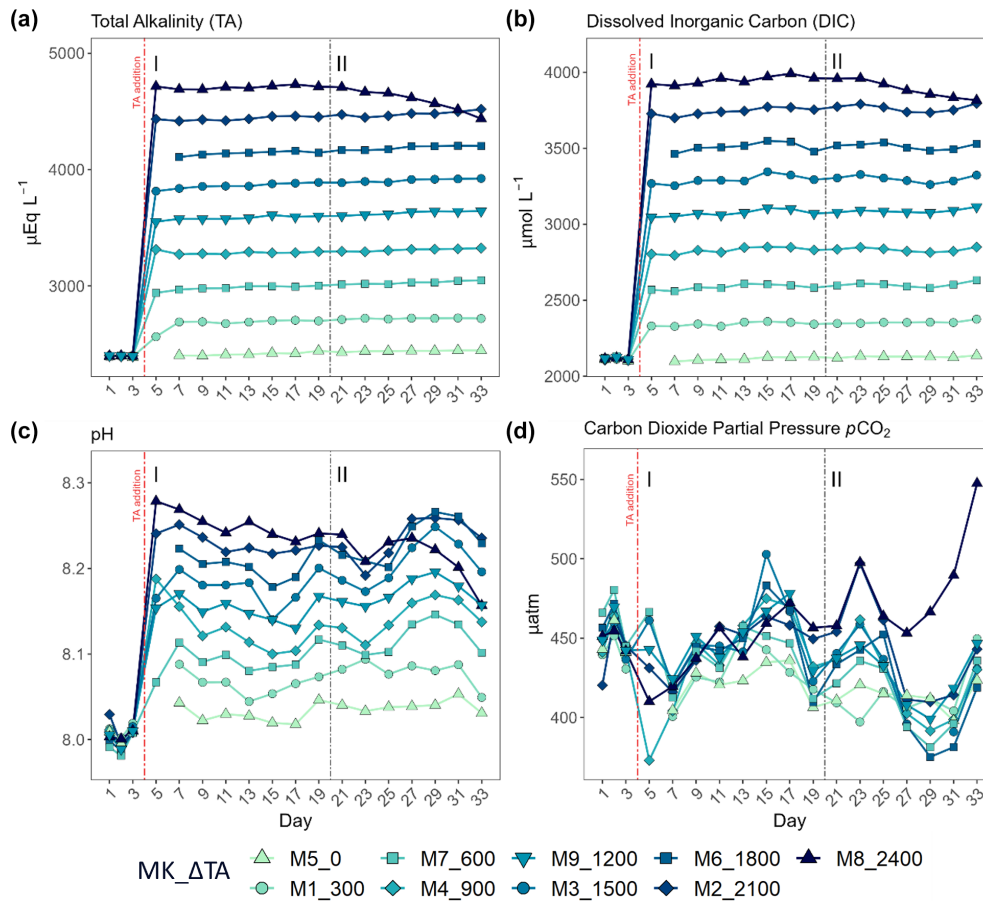 (a) Total Alkalinity (TA)
5000
4000
3000
µEq L−1
TA addition
I
II
1 3 5 7 9 11 13 15 17 19 21 23 25 27 29 31 33
(b) Dissolved Inorganic Carbon (DIC)
4000
3500
3000
2500
2000
µmol L−1
TA addition
I
II
1 3 5 7 9 11 13 15 17 19 21 23 25 27 29 31 33
(c) pH
8.3
8.2
8.1
8.0
TA addition
I
II
1 3 5 7 9 11 13 15 17 19 21 23 25 27 29 31 33
Day
(d) Carbon Dioxide Partial Pressure pCO2
550
500
450
400
µatm
TA addition
I
II
1 3 5 7 9 11 13 15 17 19 21 23 25 27 29 31 33
Day
MK_ΔTA
M5_0 M7_600 M9_1200 M6_1800 M8_2400
M1_300 M4_900 M3_1500 M2_2100